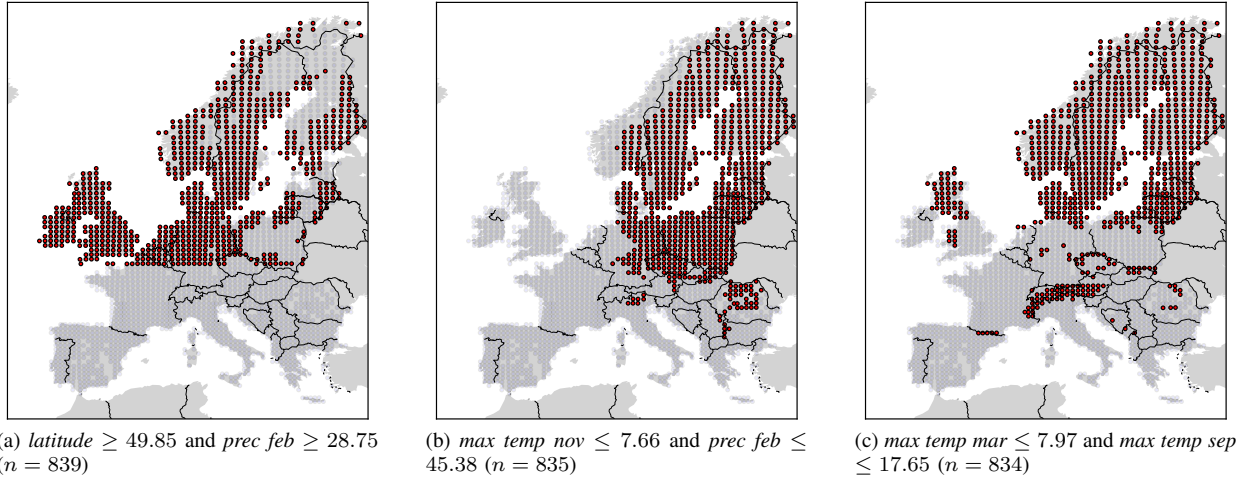 (a) latitude ≥ 49.85 and prec feb ≥ 28.75
(n = 839)
(b) max temp nov ≤ 7.66 and prec feb ≤
45.38 (n = 835)
(c) max temp mar ≤ 7.97 and max temp sep
≤ 17.65 (n = 834)